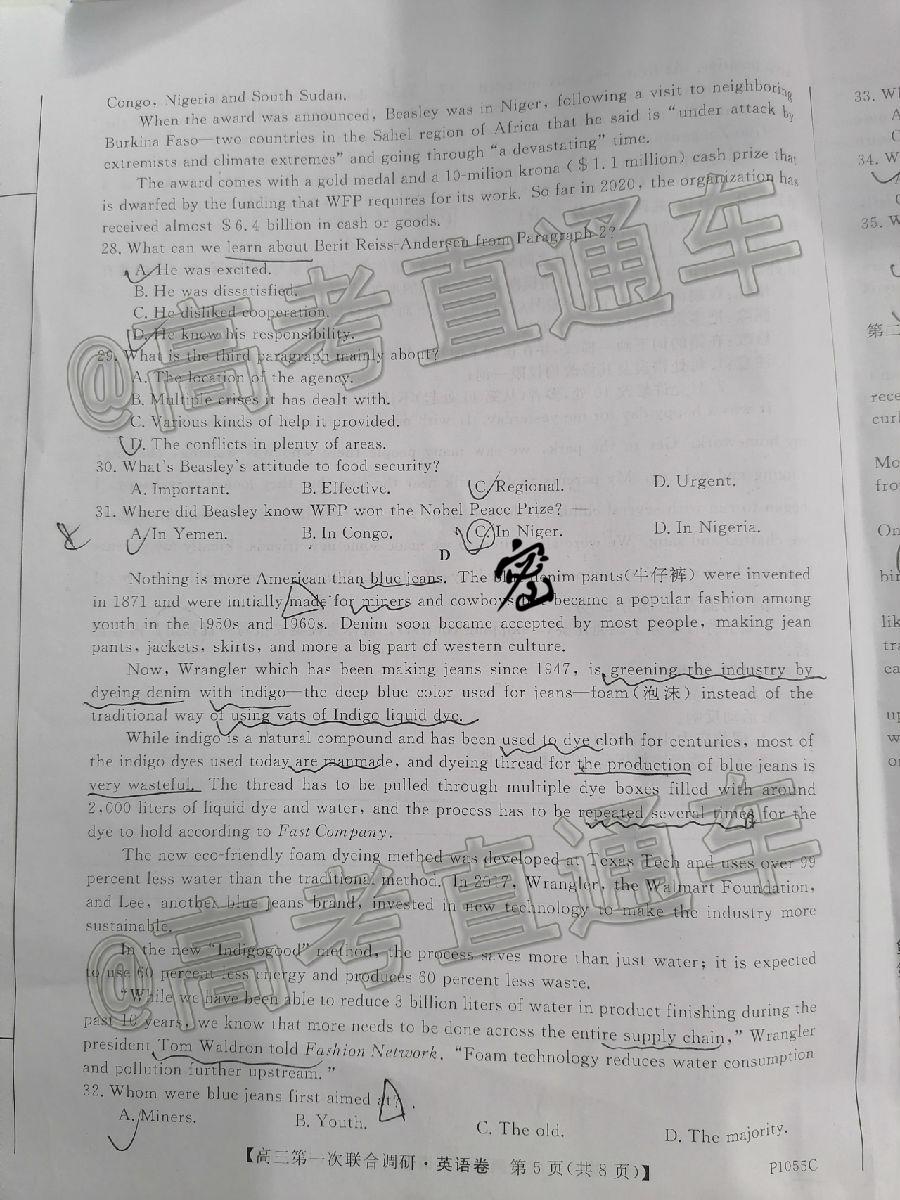 Congo, Nigeria and South Sudan.
When the award was announced, Beasley was in Niger, following a visit to neighboring
Burkina Faso—two countries in the Sahel region of Africa that he said is "under attack by
extremists and climate extremes" and going through "a devastating" time.
The award comes with a gold medal and a 10-milion krona ($1.1 million) cash prize that
is dwarfed by the funding that WFP requires for its work. So far in 2020, the organization has
received almost $6.4 billion in cash or goods.
28. What can we learn about Berit Reiss-Andersen from Paragraph 2?
A. He was excited.
B. He was dissatisfied.
C. He disliked cooperation.
D. He knew his responsibility.
29. What is the third paragraph mainly about?
A. The location of the agency.
B. Multiple crises it has dealt with.
C. Various kinds of help it provided.
D. The conflicts in plenty of areas.
30. What's Beasley's attitude to food security?
A. Important. B. Effective. C. Regional. D. Urgent.
31. Where did Beasley know WFP won the Nobel Peace Prize?
A. In Yemen. B. In Congo. C. In Niger. D. In Nigeria.
D
密
Nothing is more American than blue jeans. The blue denim pants(牛仔裤) were invented
in 1871 and were initially made for miners and cowboys became a popular fashion among
youth in the 1950s and 1960s. Denim soon became accepted by most people, making jean
pants, jackets, skirts, and more a big part of western culture.
Now, Wrangler which has been making jeans since 1947, is greening the industry by
dyeing denim with indigo—the deep blue color used for jeans—foam(泡沫) instead of the
traditional way of using vats of Indigo liquid dye.
While indigo is a natural compound and has been used to dye cloth for centuries, most of
the indigo dyes used today are manmade, and dyeing thread for the production of blue jeans is
very wasteful. The thread has to be pulled through multiple dye boxes filled with around
2,000 liters of liquid dye and water, and the process has to be repeated several times for the
dye to hold according to Fast Company.
The new eco-friendly foam dyeing method was developed at Texas Tech and uses over 99
percent less water than the traditional method. In 2017, Wrangler, the Walmart Foundation,
and Lee, another blue jeans brand, invested in new technology to make the industry more
sustainable.
In the new "Indigogood" method, the process saves more than just water; it is expected
to use 60 percent less energy and produces 60 percent less waste.
"While we have been able to reduce 3 billion liters of water in product finishing during the
past 10 years, we know that more needs to be done across the entire supply chain," Wrangler
president Tom Waldron told Fashion Network. "Foam technology reduces water consumption
and pollution further upstream."
32. Whom were blue jeans first aimed at?
A. Miners. B. Youth. C. The old. D. The majority.
【高三第一次联合调研·英语卷 第5页(共8页)】 P1055C
33. W
A
C
34. W
35. W
第二
rece
curl
Mo
fro
On
bir
lik
tra
ca
up
w
or
@高考直通车
@高考直通车